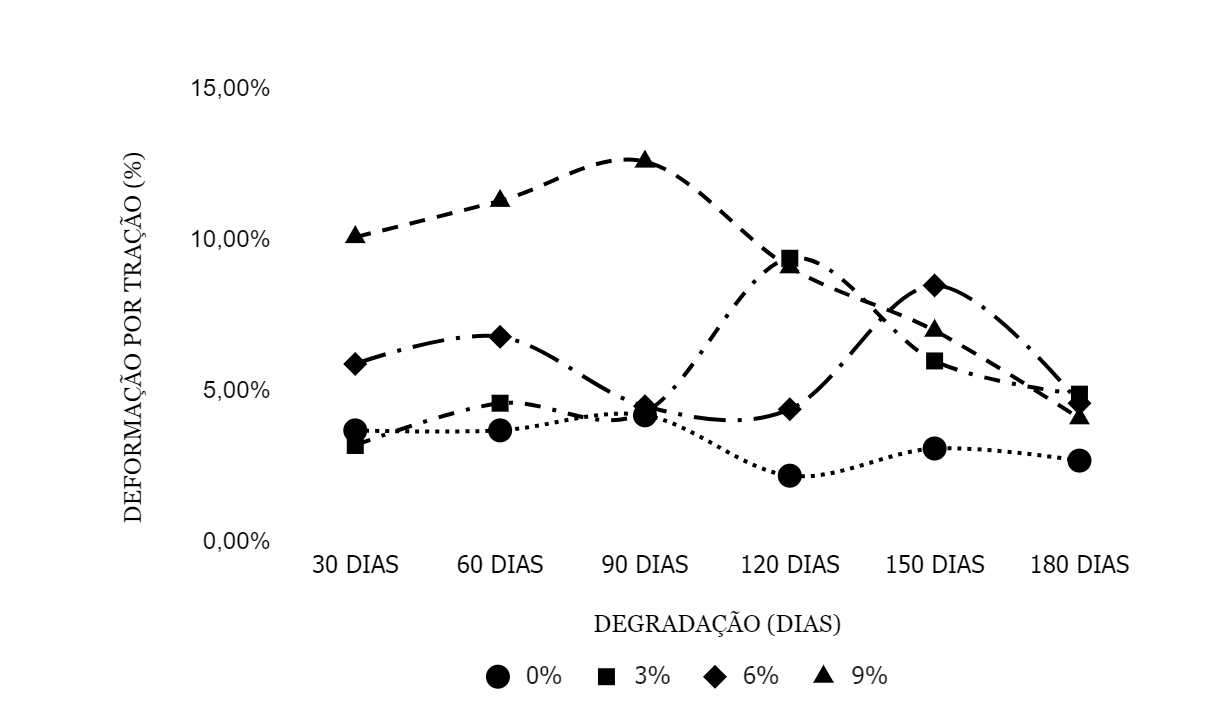 15,00%
10,00%
5,00%
0,00%
DEFORMAÇÃO POR TRAÇÃO (%)
30 DIAS 60 DIAS 90 DIAS 120 DIAS 150 DIAS 180 DIAS
DEGRADAÇÃO (DIAS)
0% 3% 6% 9%